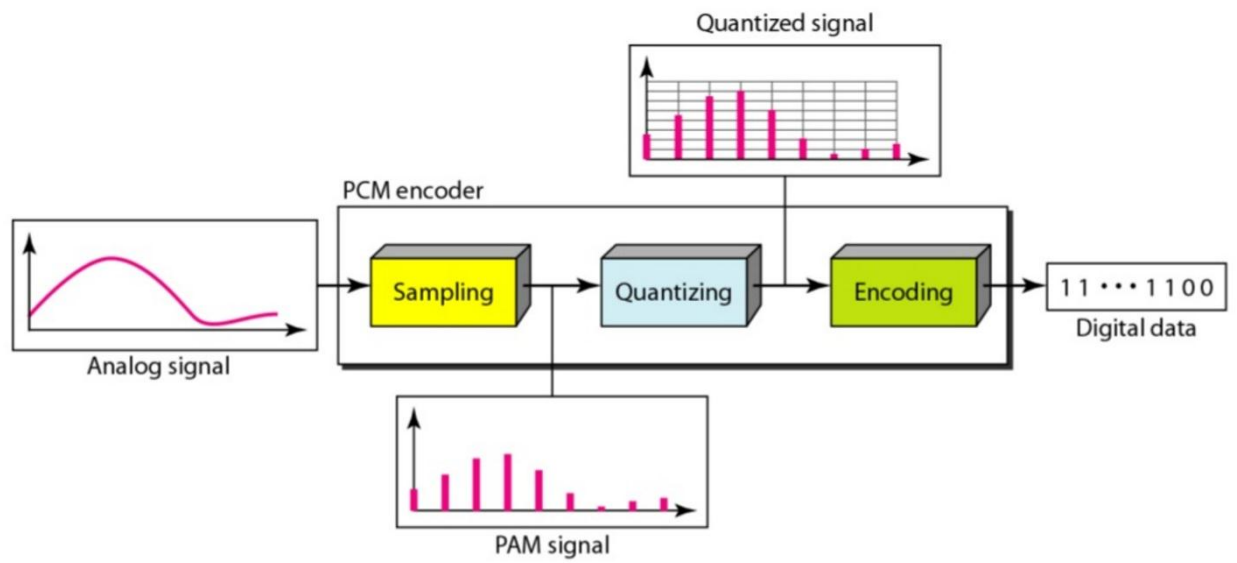 Quantized signal
PCM encoder
Sampling
Quantizing
Encoding
11 ••• 1100
Digital data
Analog signal
PAM signal